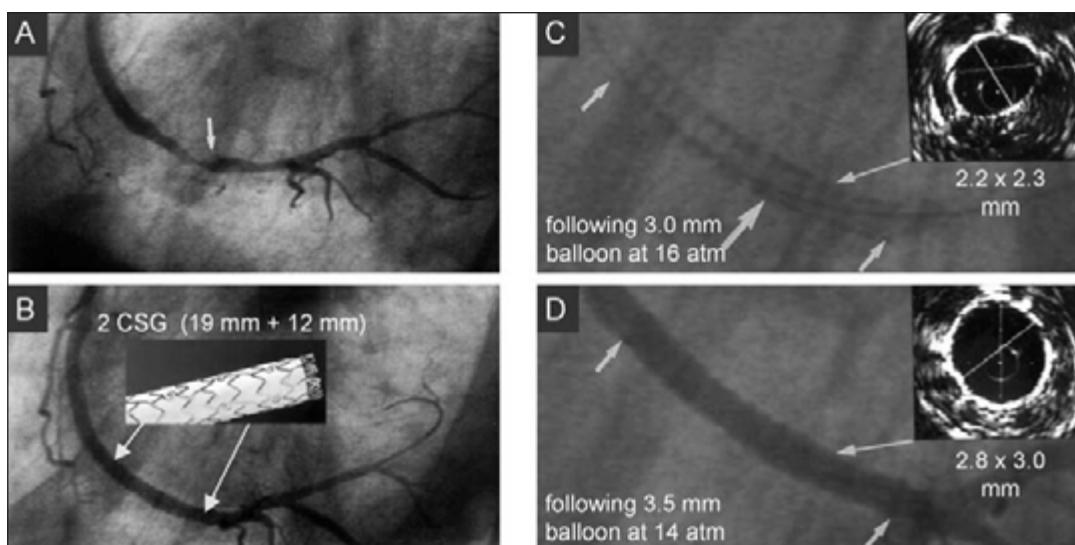 A
C
2.2 x 2.3
mm
following 3.0 mm
balloon at 16 atm
B
2 CSG (19 mm + 12 mm)
D
2.8 x 3.0
mm
following 3.5 mm
balloon at 14 atm